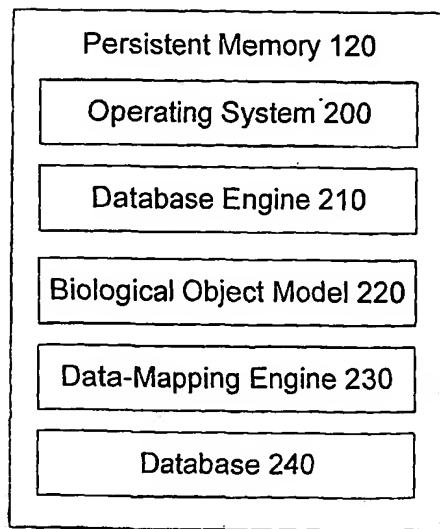 Persistent Memory 120
Operating System 200
Database Engine 210
Biological Object Model 220
Data-Mapping Engine 230
Database 240